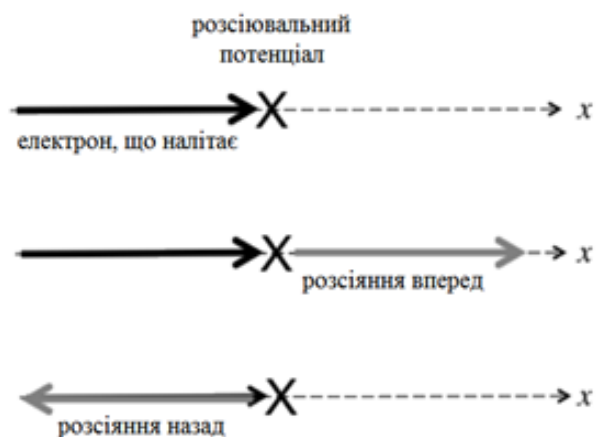 розсіювальний
потенціал
x
електрон, що налітає
x
розсіяння вперед
x
розсіяння назад